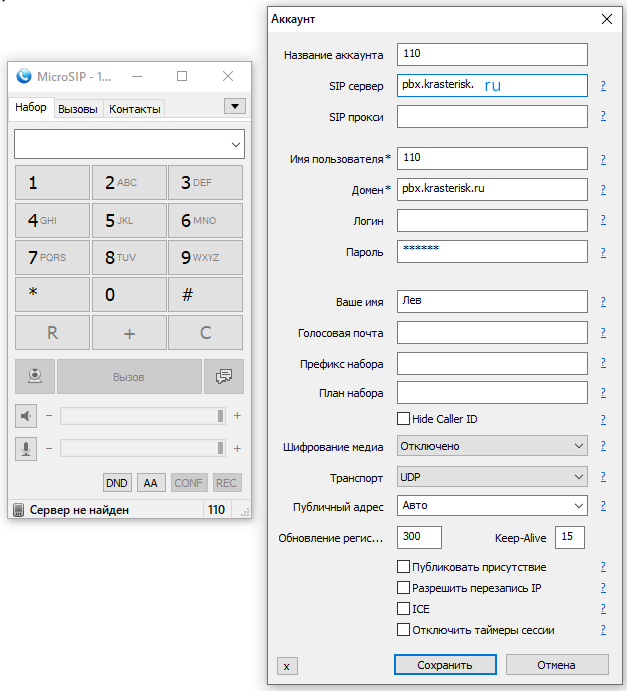 MicroSIP - 1...
Набор Вызовы Контакты
1 2 ABC 3 DEF
4 GHI 5 JKL 6 MNO
7 PQRS 8 TUV 9 WXYZ
* 0 #
R + C
Вызов
- +
- +
DND AA CONF REC
Сервер не найден 110
Аккаунт
Название аккаунта 110
SIP сервер pbx.krasterisk. ru ?
SIP прокси ?
Имя пользователя* 110 ?
Домен* pbx.krasterisk.ru ?
Логин ?
Пароль ****** ?
Ваше имя Лев ?
Голосовая почта ?
Префикс набора ?
План набора ?
Hide Caller ID ?
Шифрование медиа Отключено ?
Транспорт UDP ?
Публичный адрес Авто ?
Обновление регис... 300 Keep-Alive 15 ?
Публиковать присутствие ?
Разрешить перезапись IP ?
ICE ?
Отключить таймеры сессии ?
x Сохранить Отмена